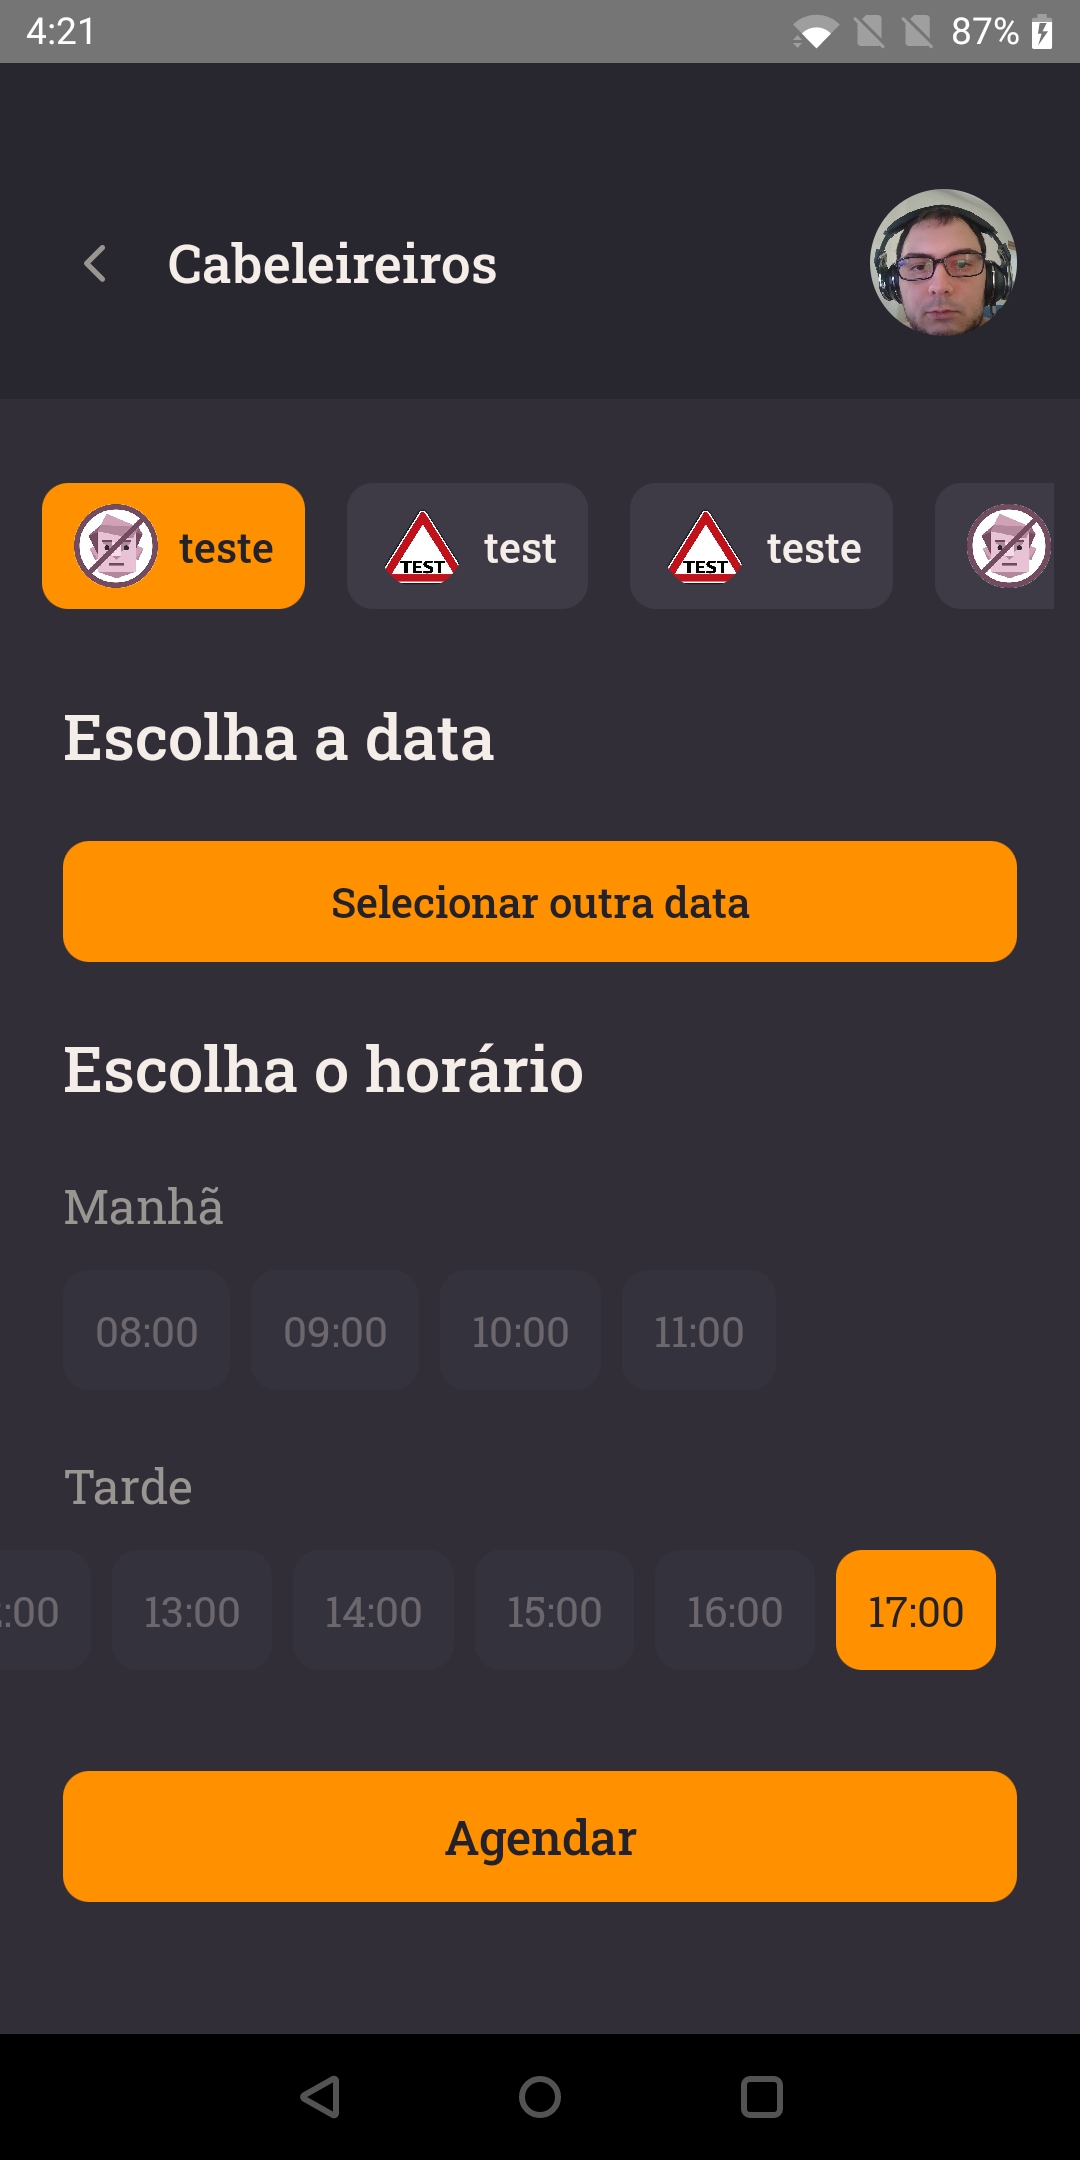 4:21 87%
Cabeleireiros
teste TEST test TEST teste
Escolha a data
Selecionar outra data
Escolha o horário
Manhã
08:00 09:00 10:00 11:00
Tarde
:00 13:00 14:00 15:00 16:00 17:00
Agendar